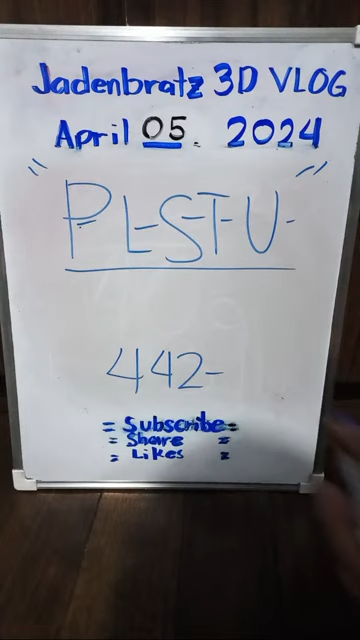 Jadenbratz 3D VLOG
April 05. 2024
" P-L-S-T-U- "
442-
= Subscribe =
= Share =
= Likes =